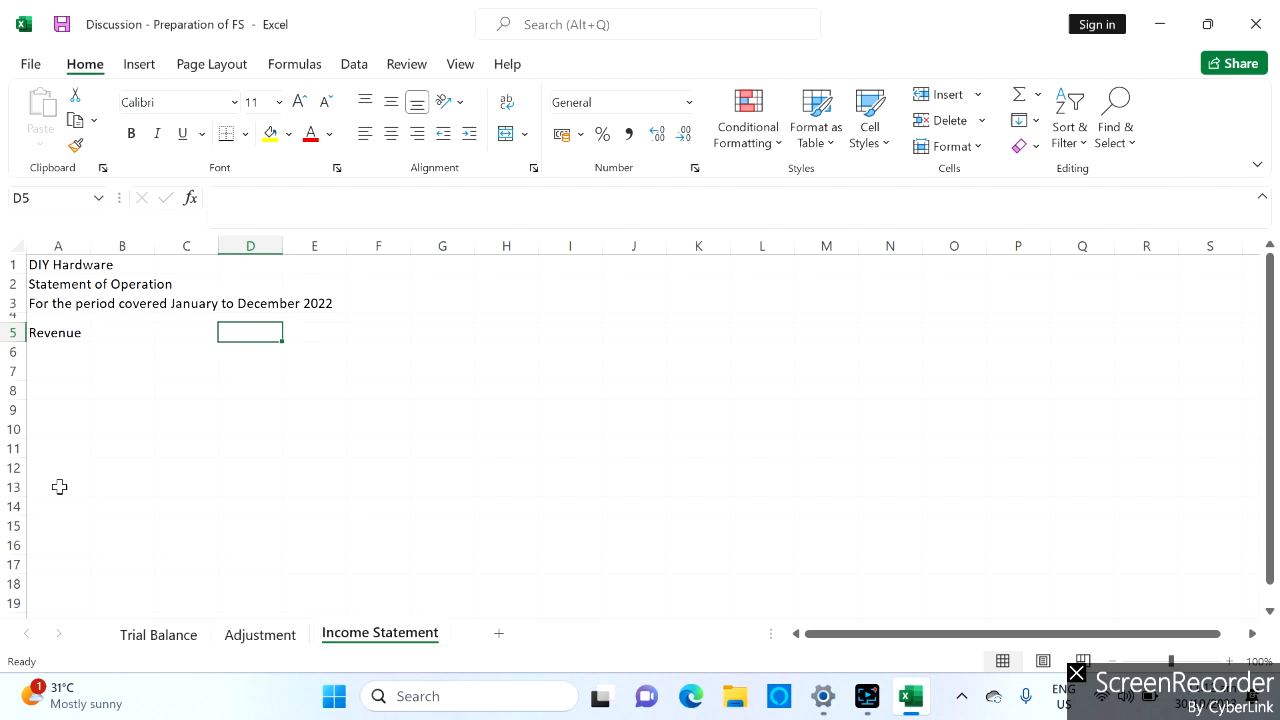 Discussion - Preparation of FS - Excel
Search (Alt+Q)
Sign in
File Home Insert Page Layout Formulas Data Review View Help
Share
Paste
Calibri
11
B I U
General
Conditional Formatting
Format as Table
Cell Styles
Insert
Delete
Format
Sort & Filter
Find & Select
Clipboard Font Alignment Number Styles Cells Editing
D5
fx
A B C D E F G H I J K L M N O P Q R S
1 DIY Hardware
2 Statement of Operation
3 For the period covered January to December 2022
4
5 Revenue
6
7
8
9
10
11
12
13
14
15
16
17
18
19
Trial Balance Adjustment Income Statement
Ready
100%
1
31°C
Mostly sunny
Search
ENG
US
ScreenRecorder
By CyberLink